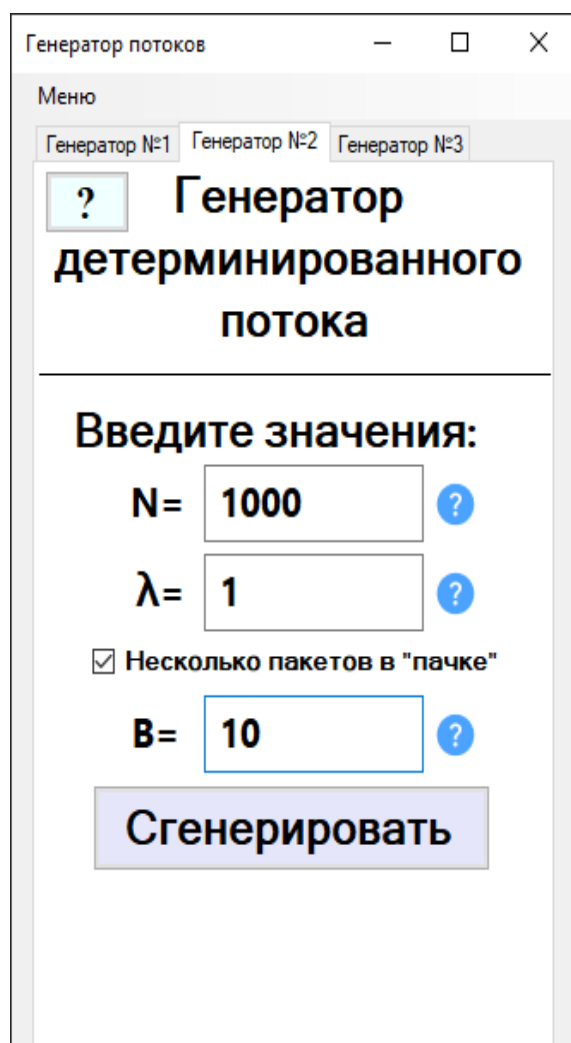 Генератор потоков
Меню
Генератор №1 Генератор №2 Генератор №3
? Генератор
детерминированного
потока
Введите значения:
N= 1000 ?
λ= 1 ?
Несколько пакетов в "пачке"
B= 10 ?
Сгенерировать